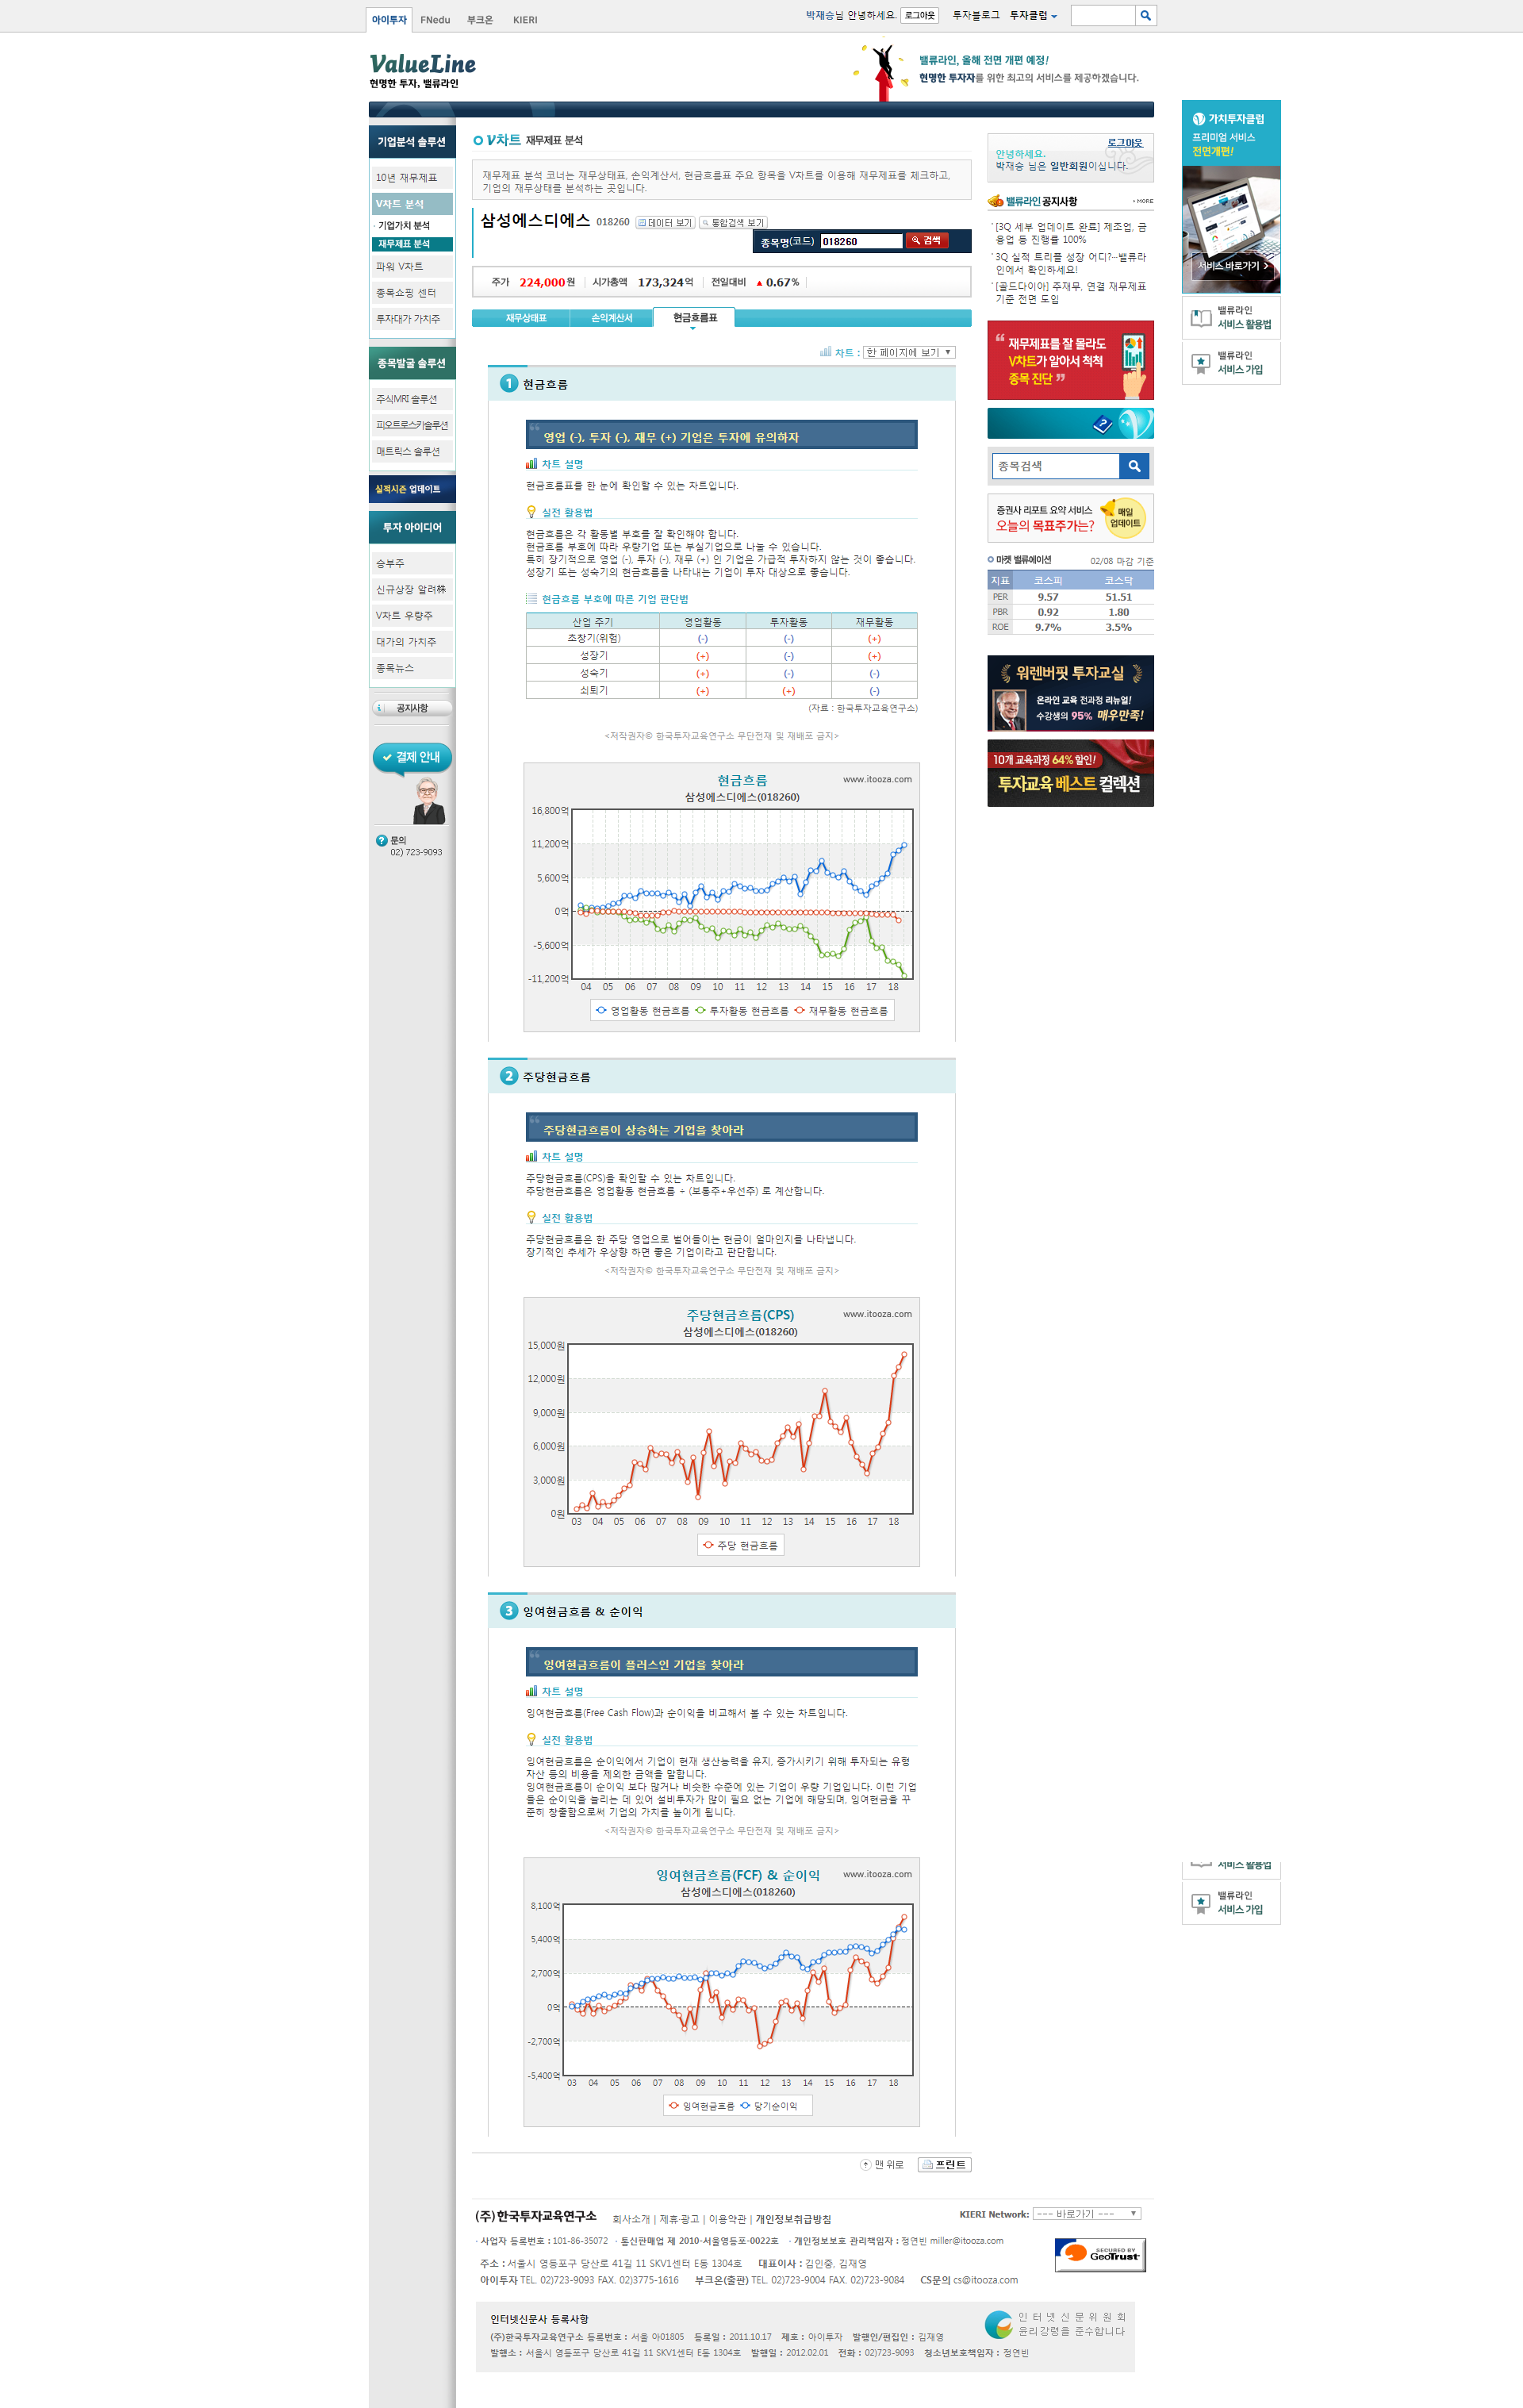 아이투자 FNedu 부크온 KIERI
박재승님 안녕하세요. 로그아웃 투자블로그 투자클럽
ValueLine
현명한 투자, 밸류라인
밸류라인, 올해 전면 개편 예정!
현명한 투자자를 위한 최고의 서비스를 제공하겠습니다.
기업분석 솔루션
10년 재무제표
V차트 분석
· 기업가치 분석
재무제표 분석
파워 V차트
종목쇼핑 센터
투자대가 가치주
종목발굴 솔루션
주식MRI 솔루션
피오트로스키솔루션
매트릭스 솔루션
실적시즌 업데이트
투자 아이디어
승부주
신규상장 알려株
V차트 우량주
대가의 가치주
종목뉴스
공지사항
결제 안내
문의
02) 723-9093
V차트 재무제표 분석
재무제표 분석 코너는 재무상태표, 손익계산서, 현금흐름표 주요 항목을 V차트를 이용해 재무제표를 체크하고,
기업의 재무상태를 분석하는 곳입니다.
삼성에스디에스 018260 데이터 보기 통합검색 보기
종목명(코드) 018260 검색
주가 224,000원 시가총액 173,324억 전일대비 ▲ 0.67%
재무상태표 손익계산서 현금흐름표
차트 : 한 페이지에 보기
1 현금흐름
영업 (-), 투자 (-), 재무 (+) 기업은 투자에 유의하자
차트 설명
현금흐름표를 한 눈에 확인할 수 있는 차트입니다.
실전 활용법
현금흐름은 각 활동별 부호를 잘 확인해야 합니다.
현금흐름 부호에 따라 우량기업 또는 부실기업으로 나눌 수 있습니다.
특히 장기적으로 영업 (-), 투자 (-), 재무 (+) 인 기업은 가급적 투자하지 않는 것이 좋습니다.
성장기 또는 성숙기의 현금흐름을 나타내는 기업이 투자 대상으로 좋습니다.
현금흐름 부호에 따른 기업 판단법
산업 주기 영업활동 투자활동 재무활동
초창기(위험) (-) (-) (+)
성장기 (+) (-) (+)
성숙기 (+) (-) (-)
쇠퇴기 (+) (+) (-)
(자료 : 한국투자교육연구소)
<저작권자© 한국투자교육연구소 무단전재 및 재배포 금지>
현금흐름 www.itooza.com
삼성에스디에스(018260)
16,800억
11,200억
5,600억
0억
-5,600억
-11,200억
04 05 06 07 08 09 10 11 12 13 14 15 16 17 18
영업활동 현금흐름 투자활동 현금흐름 재무활동 현금흐름
2 주당현금흐름
주당현금흐름이 상승하는 기업을 찾아라
차트 설명
주당현금흐름(CPS)을 확인할 수 있는 차트입니다.
주당현금흐름은 영업활동 현금흐름 ÷ (보통주+우선주) 로 계산합니다.
실전 활용법
주당현금흐름은 한 주당 영업으로 벌어들이는 현금이 얼마인지를 나타냅니다.
장기적인 추세가 우상향 하면 좋은 기업이라고 판단합니다.
<저작권자© 한국투자교육연구소 무단전재 및 재배포 금지>
주당현금흐름(CPS) www.itooza.com
삼성에스디에스(018260)
15,000원
12,000원
9,000원
6,000원
3,000원
0원
03 04 05 06 07 08 09 10 11 12 13 14 15 16 17 18
주당 현금흐름
3 잉여현금흐름 & 순이익
잉여현금흐름이 플러스인 기업을 찾아라
차트 설명
잉여현금흐름(Free Cash Flow)과 순이익을 비교해서 볼 수 있는 차트입니다.
실전 활용법
잉여현금흐름은 순이익에서 기업이 현재 생산능력을 유지, 증가시키기 위해 투자되는 유형
자산 등의 비용을 제외한 금액을 말합니다.
잉여현금흐름이 순이익 보다 많거나 비슷한 수준에 있는 기업이 우량 기업입니다. 이런 기업
들은 순이익을 늘리는 데 있어 설비투자가 많이 필요 없는 기업에 해당되며, 잉여현금을 꾸
준히 창출함으로써 기업의 가치를 높이게 됩니다.
<저작권자© 한국투자교육연구소 무단전재 및 재배포 금지>
잉여현금흐름(FCF) & 순이익 www.itooza.com
삼성에스디에스(018260)
8,100억
5,400억
2,700억
0억
-2,700억
-5,400억
03 04 05 06 07 08 09 10 11 12 13 14 15 16 17 18
잉여현금흐름 당기순이익
맨 위로 프린트
로그아웃
안녕하세요.
박재승 님은 일반회원이십니다.
밸류라인 공지사항 MORE
[3Q 세부 업데이트 완료] 제조업, 금
융업 등 진행률 100%
3Q 실적 트리플 성장 어디?…밸류라
인에서 확인하세요!
[골드다이아] 주재무, 연결 재무제표
기준 전면 도입
재무제표를 잘 몰라도
V차트가 알아서 척척
종목 진단
종목검색
증권사 리포트 요약 서비스
오늘의 목표주가는?
매일
업데이트
마켓 밸류에이션 02/08 마감 기준
지표 코스피 코스닥
PER 9.57 51.51
PBR 0.92 1.80
ROE 9.7% 3.5%
워렌버핏 투자교실
온라인 교육 전과정 리뉴얼!
수강생의 95% 매우만족!
10개 교육과정 64% 할인!
투자교육 베스트 컬렉션
가치투자클럽
프리미엄 서비스
전면개편!
서비스 바로가기
밸류라인
서비스 활용법
밸류라인
서비스 가입
서비스 활용법
밸류라인
서비스 가입
(주)한국투자교육연구소 회사소개 | 제휴·광고 | 이용약관 | 개인정보취급방침
KIERI Network: --- 바로가기 ---
· 사업자 등록번호 : 101-86-35072 · 통신판매업 제 2010-서울영등포-0022호 · 개인정보보호 관리책임자 : 정연빈 miller@itooza.com
주소 : 서울시 영등포구 당산로 41길 11 SKV1센터 E동 1304호 대표이사 : 김인중, 김재영
아이투자 TEL. 02)723-9093 FAX. 02)3775-1616 부크온(출판) TEL. 02)723-9004 FAX. 02)723-9084 CS문의 cs@itooza.com
SECURED BY
GeoTrust
인터넷신문사 등록사항
(주)한국투자교육연구소 등록번호 : 서울 아01805 등록일 : 2011.10.17 제호 : 아이투자 발행인/편집인 : 김재영
발행소 : 서울시 영등포구 당산로 41길 11 SKV1센터 E동 1304호 발행일 : 2012.02.01 전화 : 02)723-9093 청소년보호책임자 : 정연빈
인터넷신문위원회
윤리강령을 준수합니다